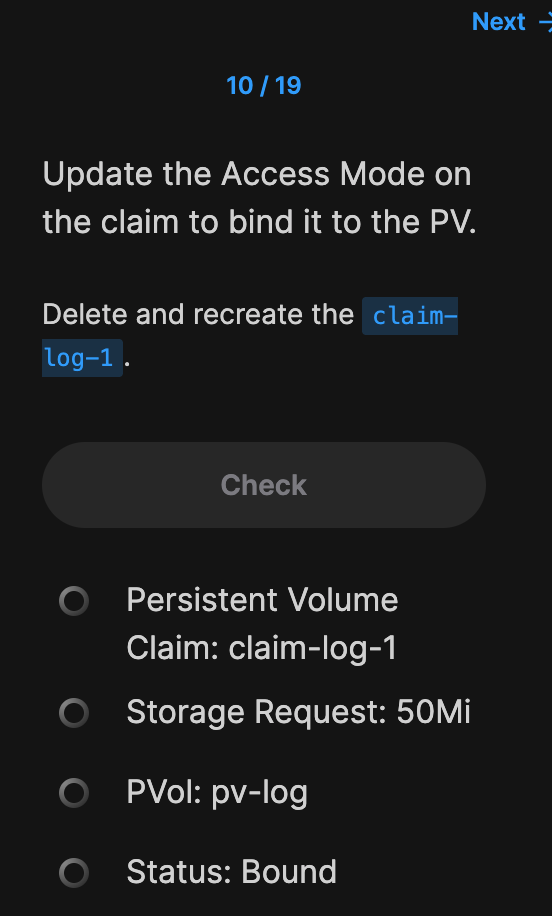 Next →
10 / 19
Update the Access Mode on
the claim to bind it to the PV.
Delete and recreate the claim-
log-1.
Check
Persistent Volume
Claim: claim-log-1
Storage Request: 50Mi
PVol: pv-log
Status: Bound